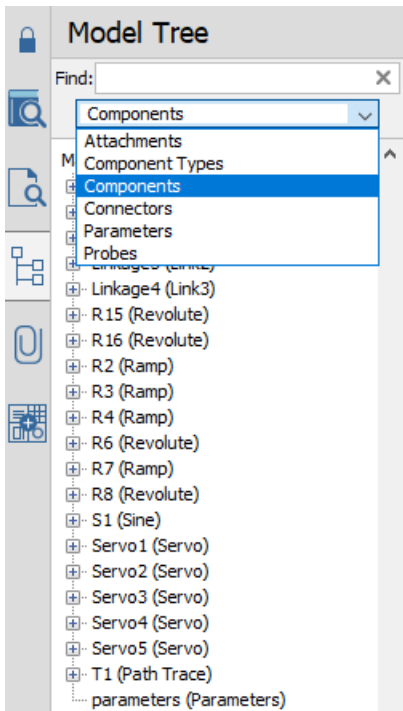 Model Tree
Find:
Components
Attachments
M Component Types
Components
Connectors
Parameters
Probes
Linkage4 (Link3)
R15 (Revolute)
R16 (Revolute)
R2 (Ramp)
R3 (Ramp)
R4 (Ramp)
R6 (Revolute)
R7 (Ramp)
R8 (Revolute)
S1 (Sine)
Servo1 (Servo)
Servo2 (Servo)
Servo3 (Servo)
Servo4 (Servo)
Servo5 (Servo)
T1 (Path Trace)
parameters (Parameters)